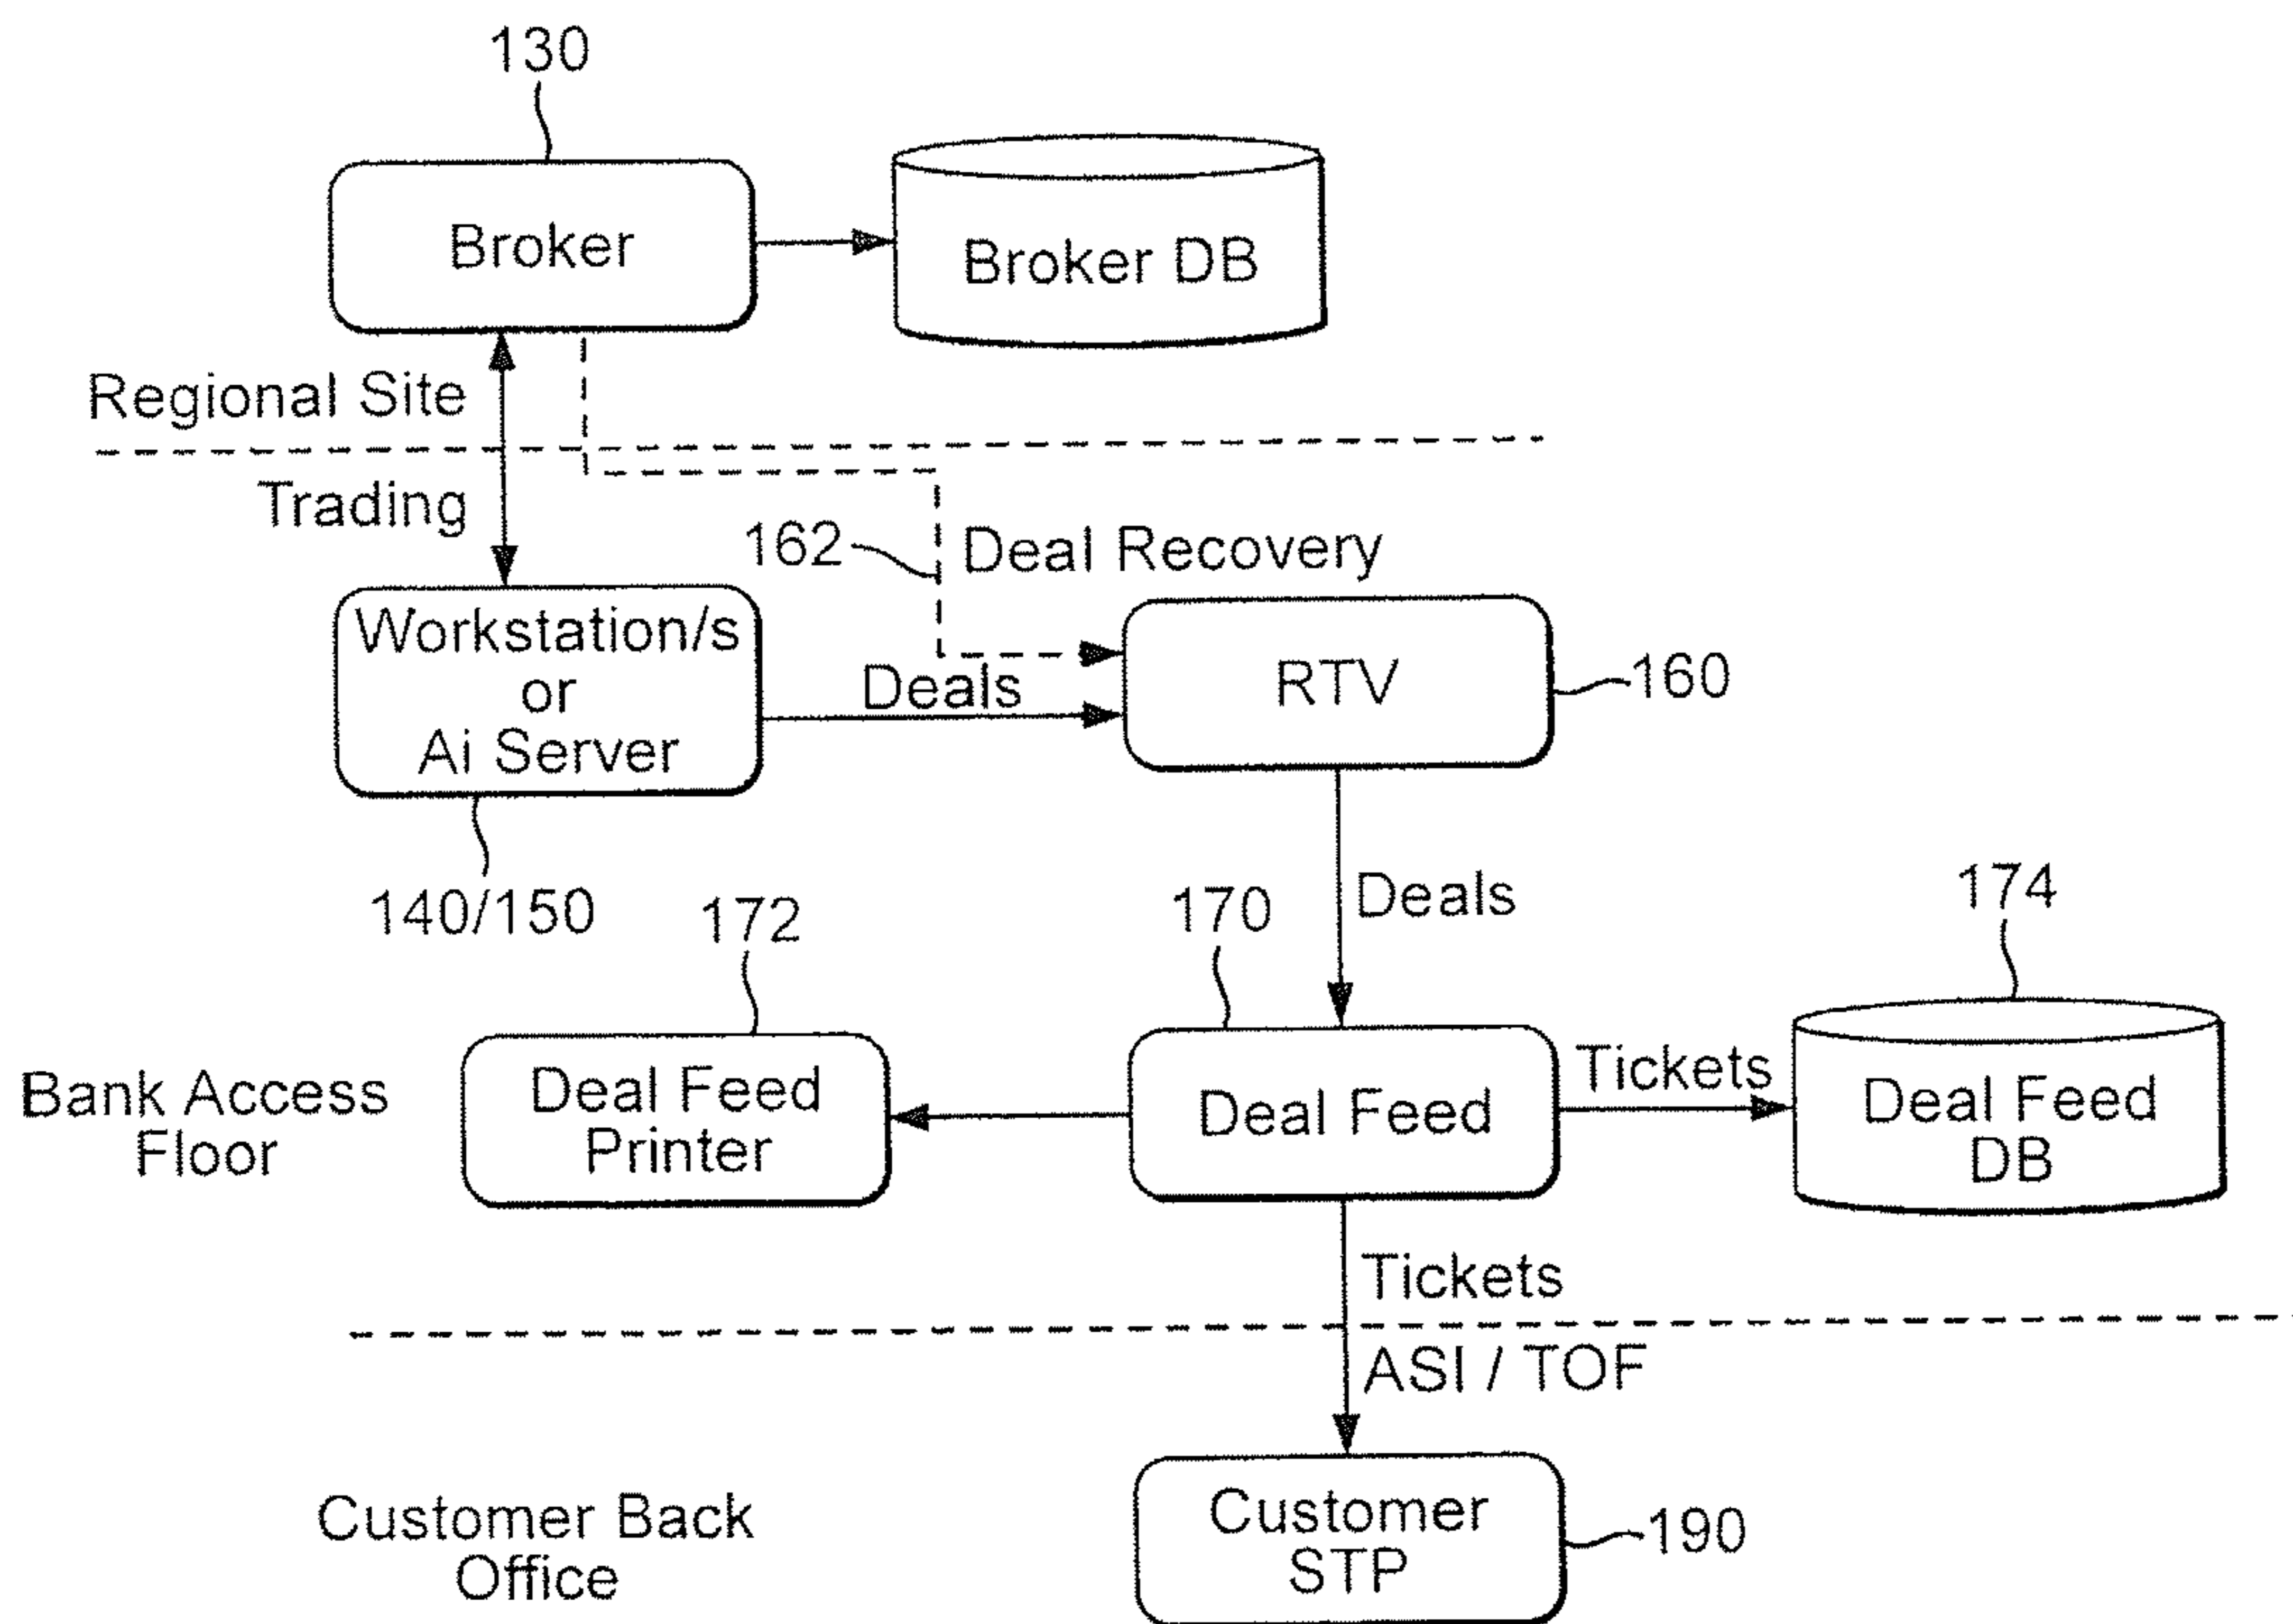 130
Broker
Broker DB
Regional Site
Trading
162
Deal Recovery
Workstation/s
or
Ai Server
Deals
RTV
160
140/150
172
170
Deals
174
Bank Access
Floor
Deal Feed
Printer
Deal Feed
Tickets
Deal Feed
DB
Tickets
ASI / TOF
Customer Back
Office
Customer
STP
190